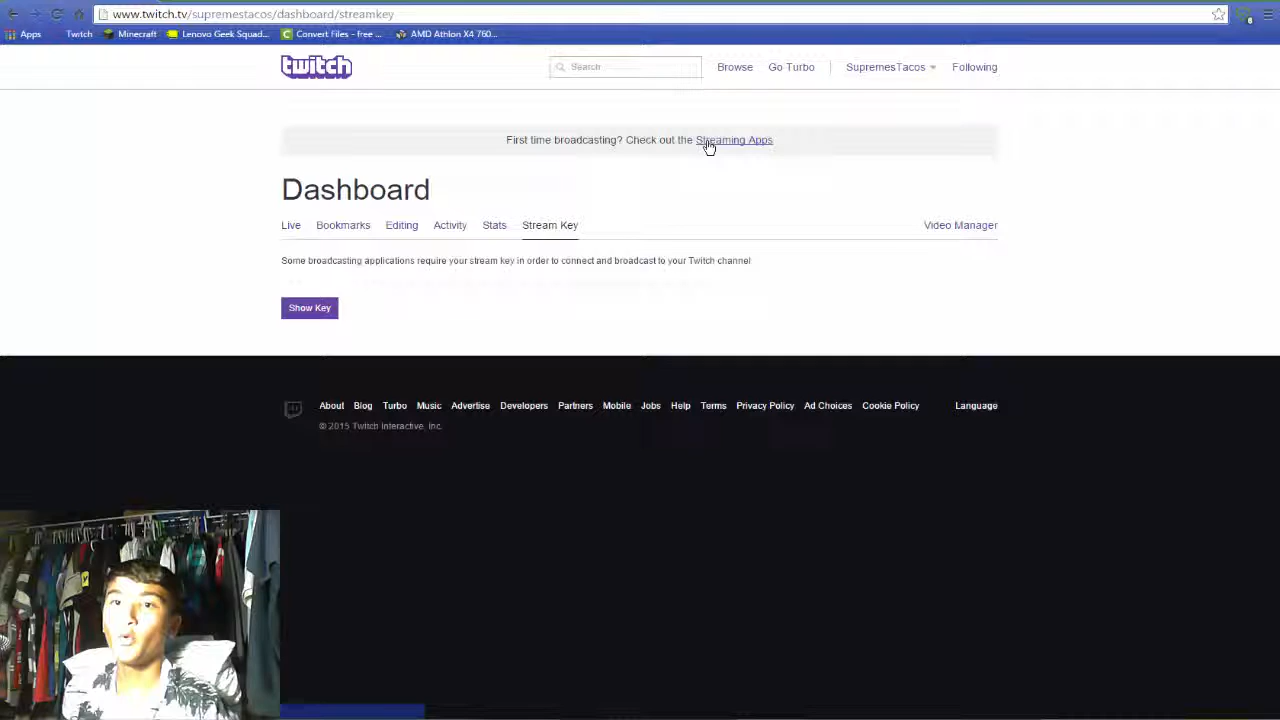 www.twitch.tv/supremestacos/dashboard/streamkey
Apps Twitch Minecraft Lenovo Geek Squad... Convert Files - free ... AMD Athlon X4 760...
twitch Search Browse Go Turbo SupremesTacos Following
First time broadcasting? Check out the Streaming Apps
Dashboard
Live Bookmarks Editing Activity Stats Stream Key Video Manager
Some broadcasting applications require your stream key in order to connect and broadcast to your Twitch channel
Show Key
About Blog Turbo Music Advertise Developers Partners Mobile Jobs Help Terms Privacy Policy Ad Choices Cookie Policy Language
© 2015 Twitch Interactive, Inc.